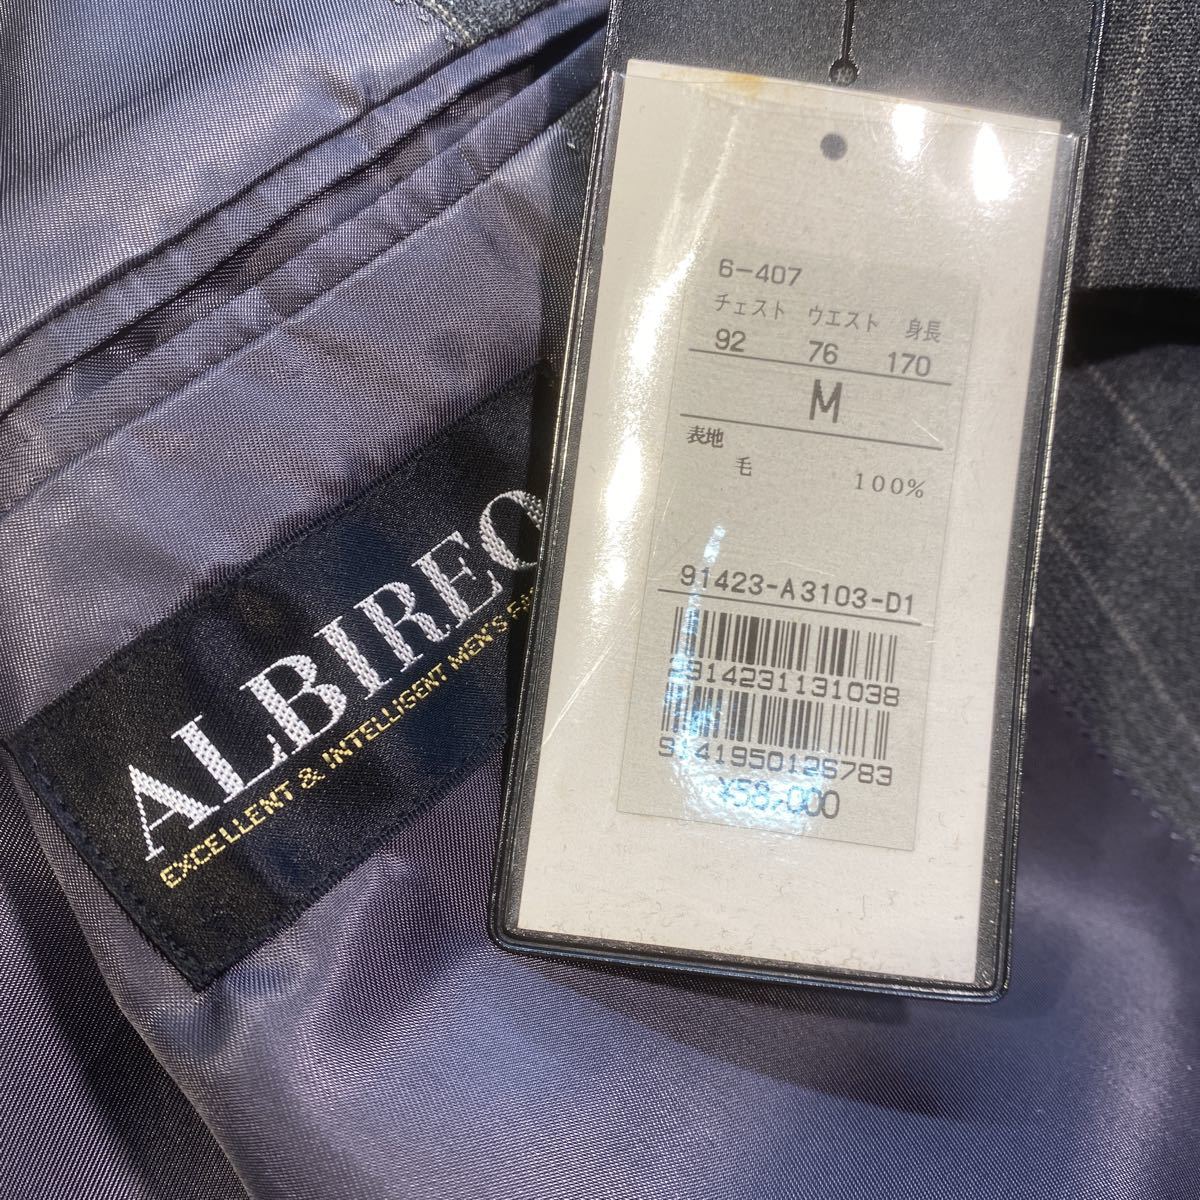 ALBIREO
EXCELLENT & INTELLIGENT MEN'S
6-407
チェスト ウエスト 身長
92 76 170
M
表地
毛 100%
91423-A3103-D1
2914231131038
9141950126783
¥58,000